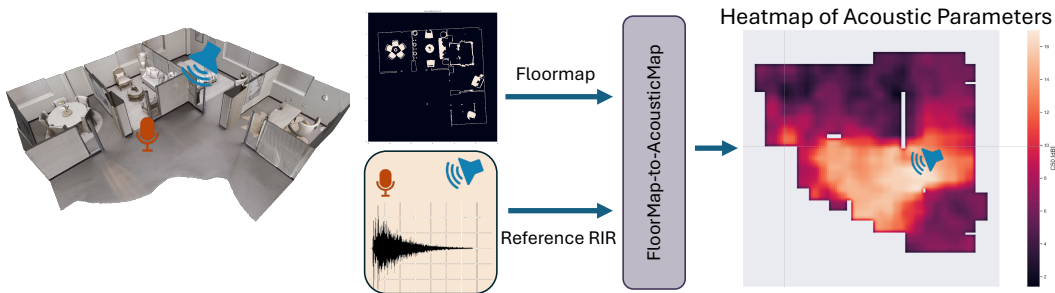 Heatmap of Acoustic Parameters
Floormap
Reference RIR
FloorMap-to-AcousticMap
16
14
12
10
8
6
4
2
C50 [dB]